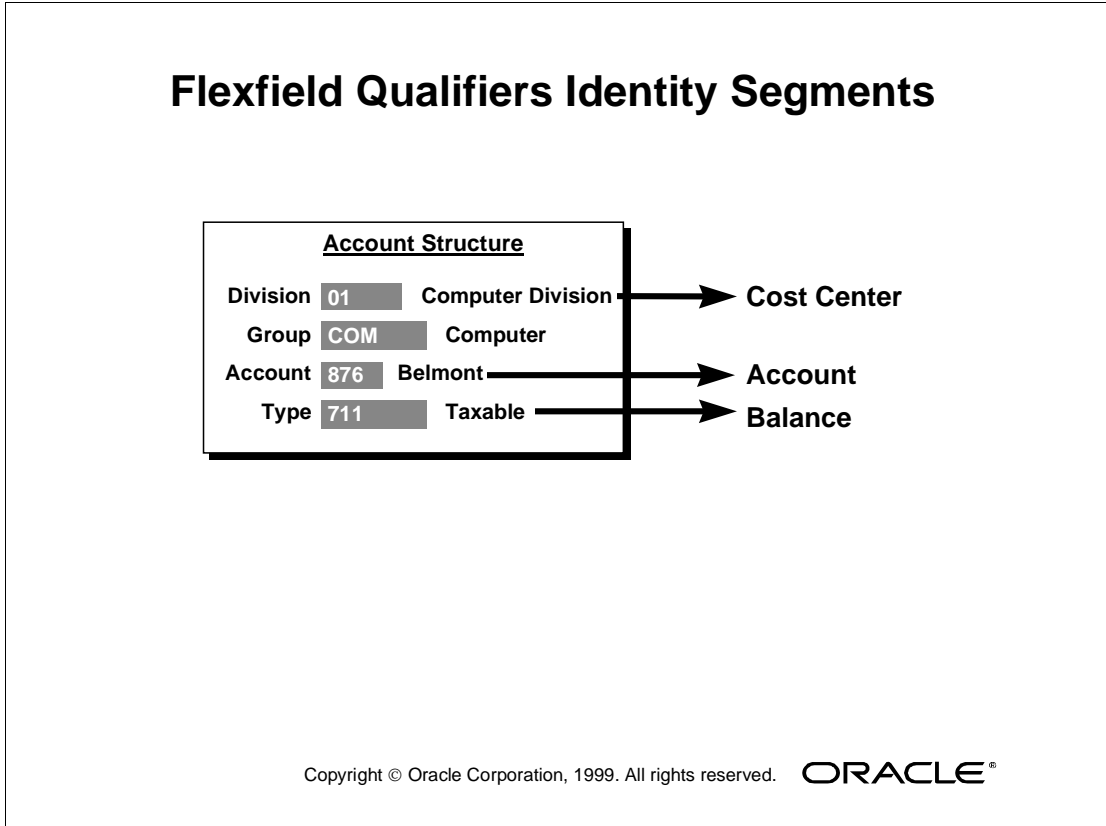 Flexfield Qualifiers Identity Segments
Account Structure
Division 01 Computer Division Cost Center
Group COM Computer
Account 876 Belmont Account
Type 711 Taxable Balance
Copyright © Oracle Corporation, 1999. All rights reserved. ORACLE®